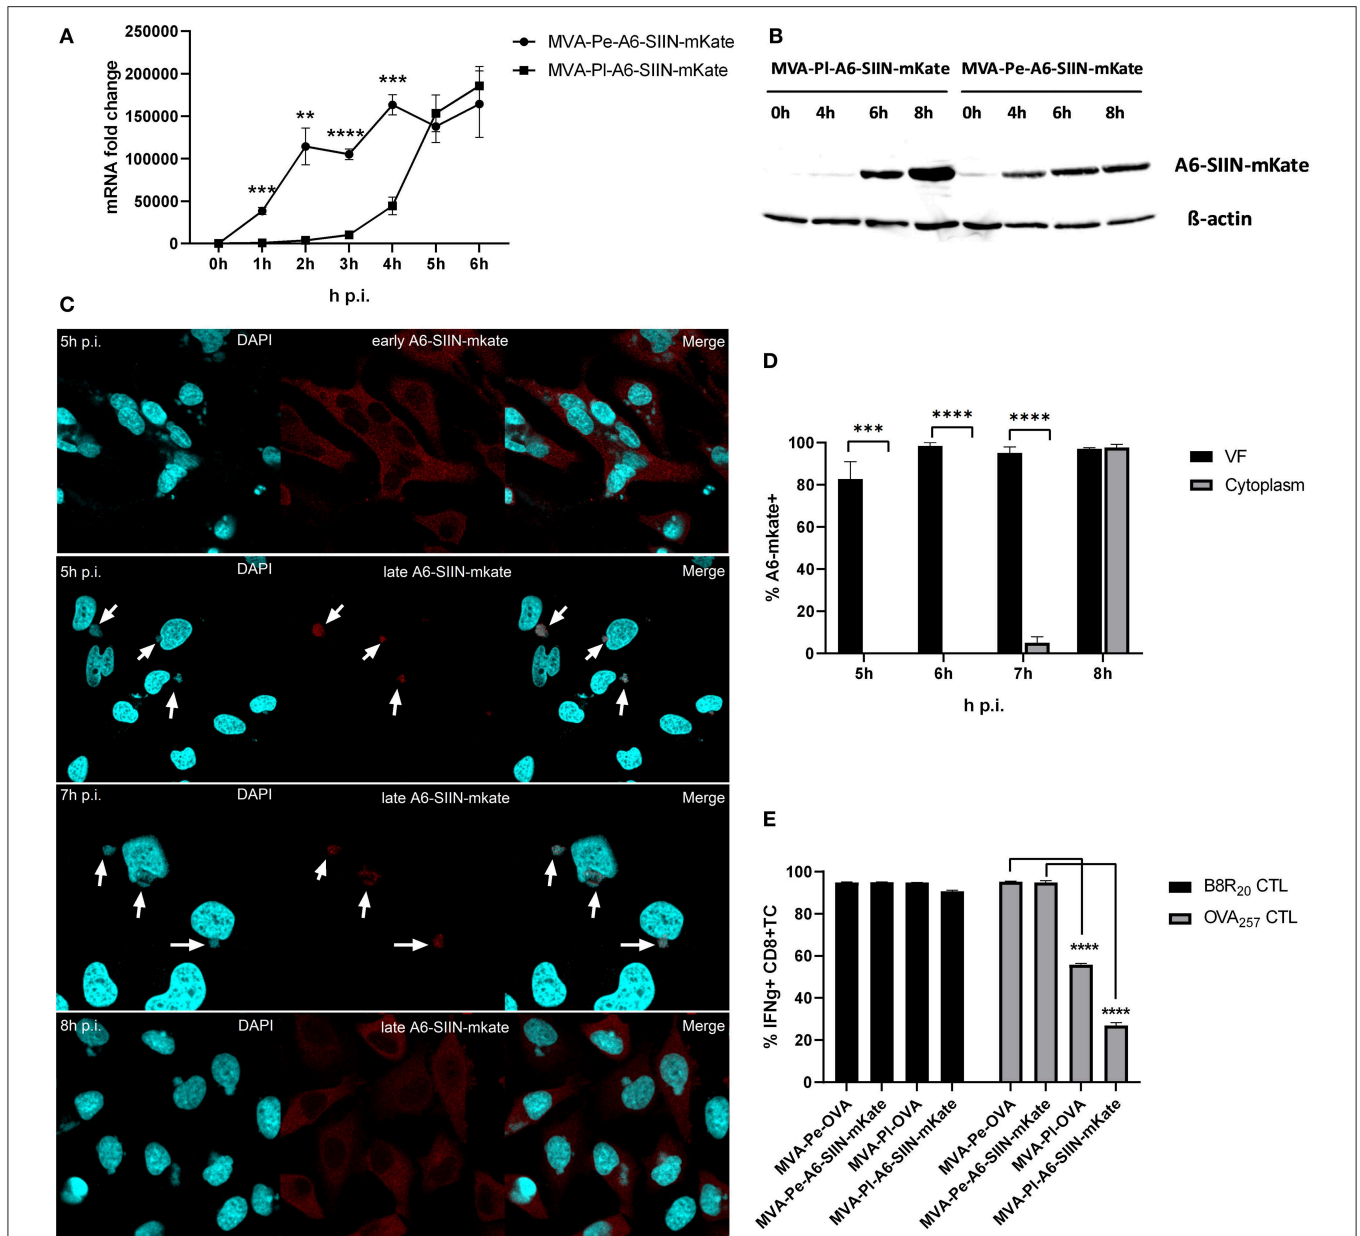 A
250000
200000
150000
100000
50000
0
mRNA fold change
***
**
****
***
0h 1h 2h 3h 4h 5h 6h
h p.i.
MVA-Pe-A6-SIIN-mKate
MVA-Pl-A6-SIIN-mKate
B
MVA-Pl-A6-SIIN-mKate MVA-Pe-A6-SIIN-mKate
0h 4h 6h 8h 0h 4h 6h 8h
A6-SIIN-mKate
ß-actin
C
5h p.i. DAPI early A6-SIIN-mkate Merge
5h p.i. DAPI late A6-SIIN-mkate Merge
7h p.i. DAPI late A6-SIIN-mkate Merge
8h p.i. DAPI late A6-SIIN-mkate Merge
D
*** **** ****
100
80
60
40
20
0
% A6-mkate+
5h 6h 7h 8h
h p.i.
VF
Cytoplasm
E
100
80
60
40
20
0
% IFNg+ CD8+TC
****
****
MVA-Pe-OVA
MVA-Pe-A6-SIIN-mKate
MVA-Pl-OVA
MVA-Pl-A6-SIIN-mKate
MVA-Pe-OVA
MVA-Pe-A6-SIIN-mKate
MVA-Pl-OVA
MVA-Pl-A6-SIIN-mKate
B8R₂₀ CTL
OVA₂₅₇ CTL